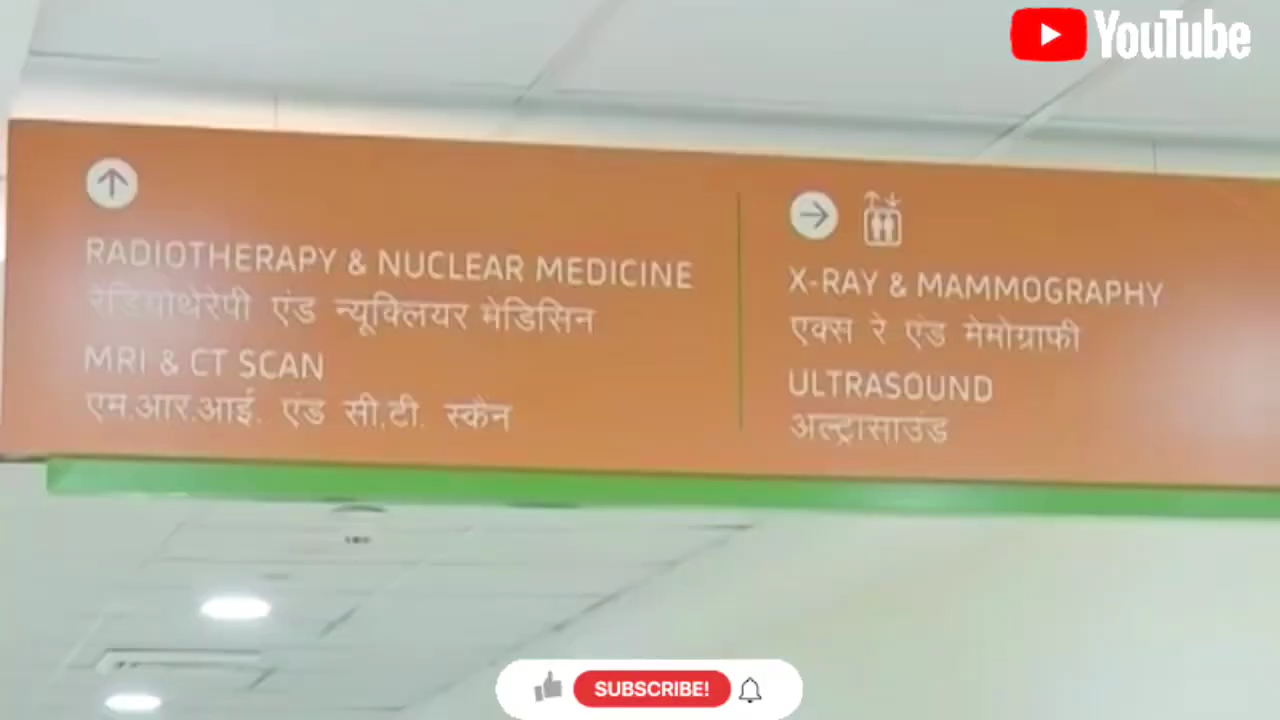 YouTube
RADIOTHERAPY & NUCLEAR MEDICINE
रेडियाथेरेपी एंड न्यूक्लियर मेडिसिन
MRI & CT SCAN
एम.आर.आई. एंड सी.टी. स्कैन
X-RAY & MAMMOGRAPHY
एक्स रे एंड मेमोग्राफी
ULTRASOUND
अल्ट्रासाउंड
SUBSCRIBE!